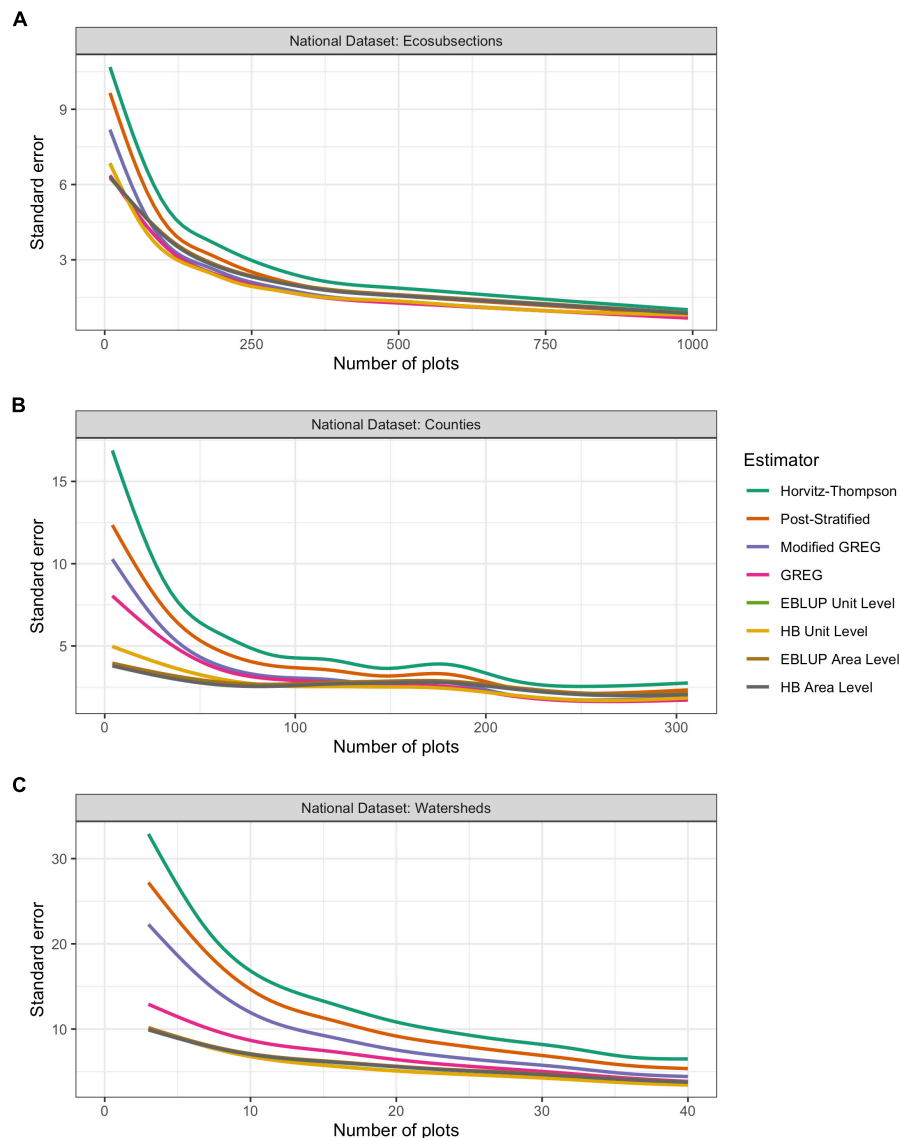 A
National Dataset: Ecosubsections
Standard error
9
6
3
0
250
500
750
1000
Number of plots
B
National Dataset: Counties
Standard error
15
10
5
0
100
200
300
Number of plots
Estimator
Horvitz-Thompson
Post-Stratified
Modified GREG
GREG
EBLUP Unit Level
HB Unit Level
EBLUP Area Level
HB Area Level
C
National Dataset: Watersheds
Standard error
30
20
10
0
10
20
30
40
Number of plots